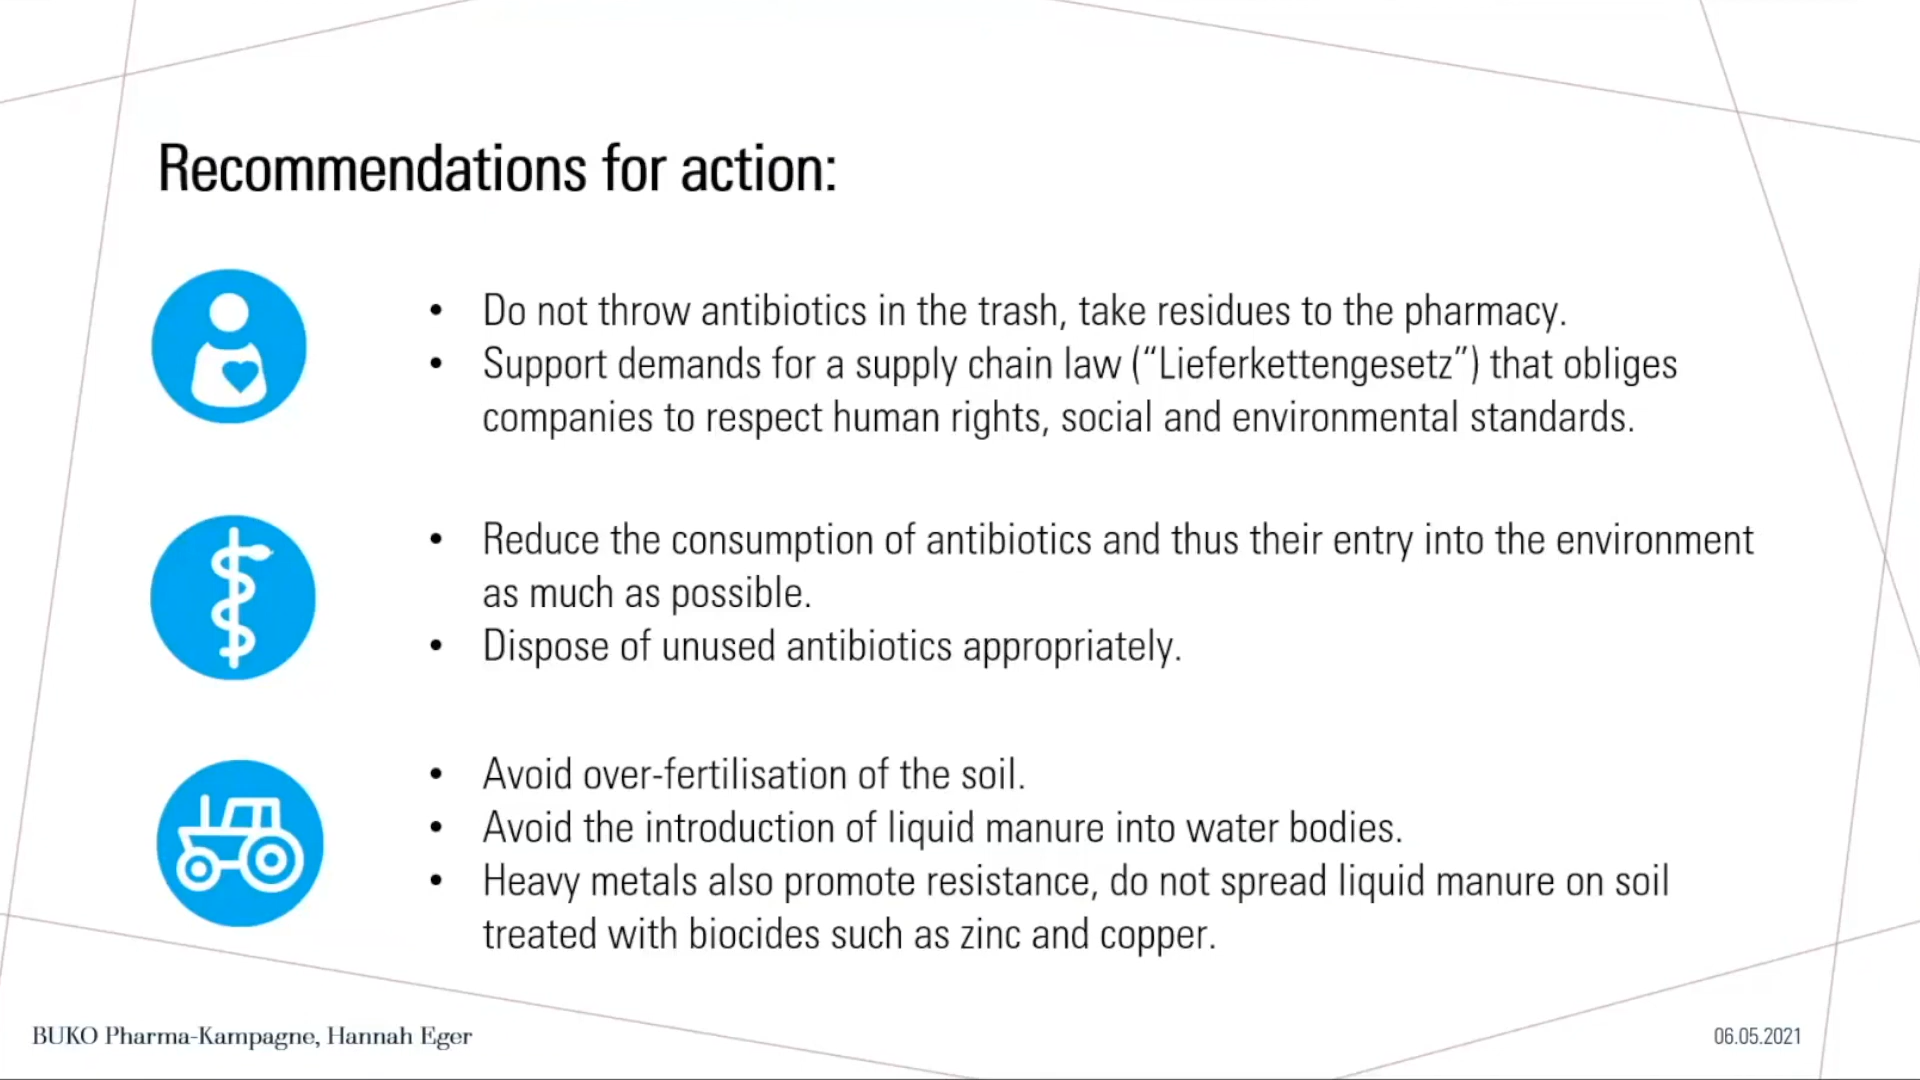 Recommendations for action:
• Do not throw antibiotics in the trash, take residues to the pharmacy.
• Support demands for a supply chain law (“Lieferkettengesetz”) that obliges
companies to respect human rights, social and environmental standards.
• Reduce the consumption of antibiotics and thus their entry into the environment
as much as possible.
• Dispose of unused antibiotics appropriately.
• Avoid over-fertilisation of the soil.
• Avoid the introduction of liquid manure into water bodies.
• Heavy metals also promote resistance, do not spread liquid manure on soil
treated with biocides such as zinc and copper.
BUKO Pharma-Kampagne, Hannah Eger
06.05.2021